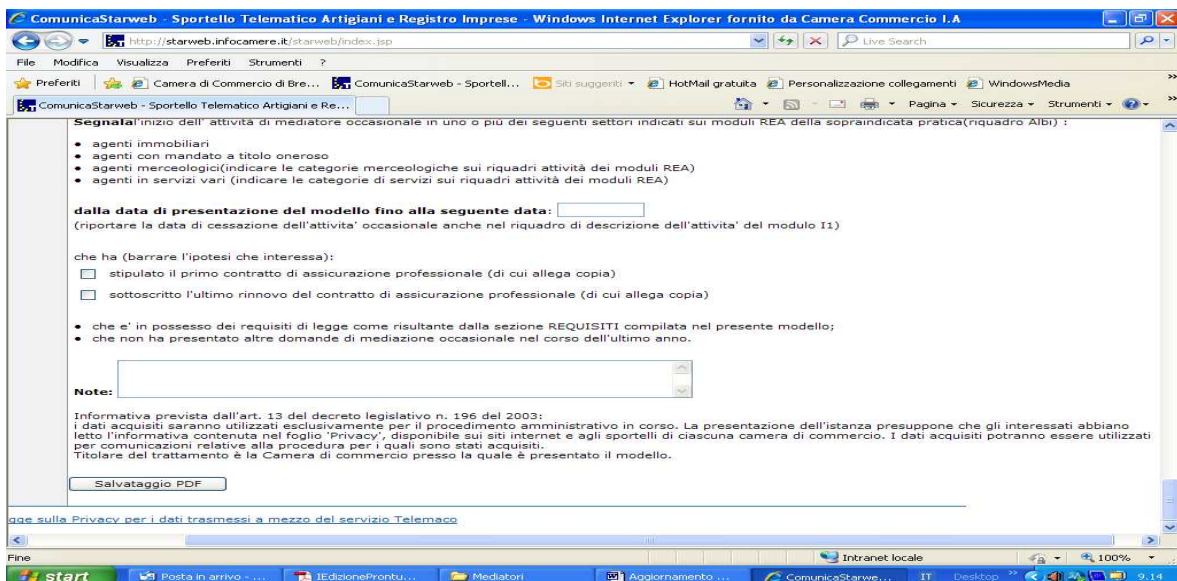 ComunicaStarweb - Sportello Telematico Artigiani e Registro Imprese - Windows Internet Explorer fornito da Camera Commercio I.A
http://starweb.infocamere.it/starweb/index.jsp
Live Search
File Modifica Visualizza Preferiti Strumenti ?
Preferiti Camera di Commercio di Bre... ComunicaStarweb - Sportell... Siti suggeriti HotMail gratuita Personalizzazione collegamenti WindowsMedia
ComunicaStarweb - Sportello Telematico Artigiani e Re... Pagina Sicurezza Strumenti
Segnala l'inizio dell' attività di mediatore occasionale in uno o più dei seguenti settori indicati sui moduli REA della sopraindicata pratica(riquadro Albi) :
• agenti immobiliari
• agenti con mandato a titolo oneroso
• agenti merceologici(indicare le categorie merceologiche sui riquadri attività dei moduli REA)
• agenti in servizi vari (indicare le categorie di servizi sui riquadri attività dei moduli REA)
dalla data di presentazione del modello fino alla seguente data:
(riportare la data di cessazione dell'attivita' occasionale anche nel riquadro di descrizione dell'attivita' del modulo I1)
che ha (barrare l'ipotesi che interessa):
stipulato il primo contratto di assicurazione professionale (di cui allega copia)
sottoscritto l'ultimo rinnovo del contratto di assicurazione professionale (di cui allega copia)
• che e' in possesso dei requisiti di legge come risultante dalla sezione REQUISITI compilata nel presente modello;
• che non ha presentato altre domande di mediazione occasionale nel corso dell'ultimo anno.
Note:
Informativa prevista dall'art. 13 del decreto legislativo n. 196 del 2003:
i dati acquisiti saranno utilizzati esclusivamente per il procedimento amministrativo in corso. La presentazione dell'istanza presuppone che gli interessati abbiano
letto l'informativa contenuta nel foglio 'Privacy', disponibile sui siti internet e agli sportelli di ciascuna camera di commercio. I dati acquisiti potranno essere utilizzati
per comunicazioni relative alla procedura per i quali sono stati acquisiti.
Titolare del trattamento è la Camera di commercio presso la quale è presentato il modello.
Salvataggio PDF
gge sulla Privacy per i dati trasmessi a mezzo del servizio Telemaco
Fine Intranet locale 100%
start Posta in arrivo - ... IEdizioneProntu... Mediatori Aggiornamento ... ComunicaStarwe... IT Desktop 9.14